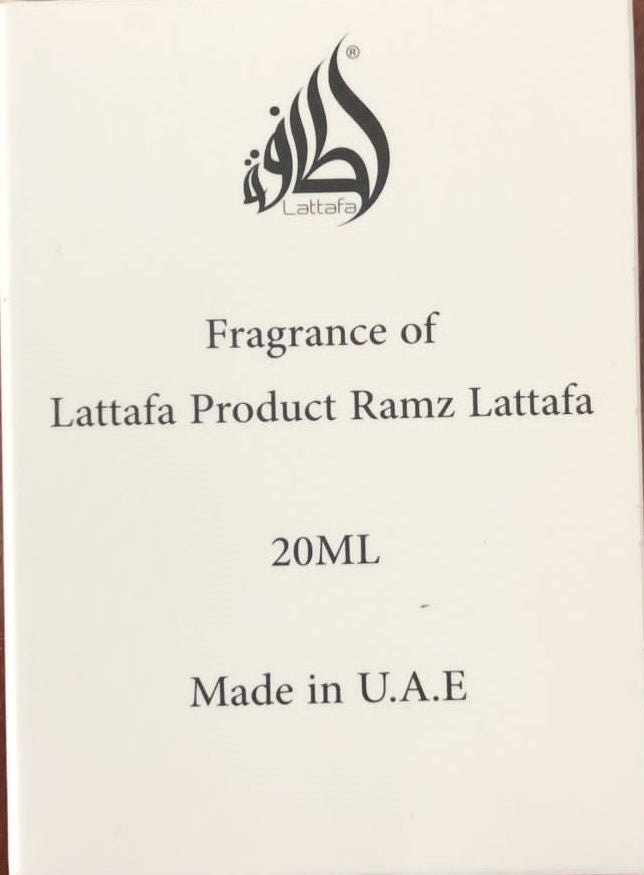 لطافة
®
Lattafa
Fragrance of
Lattafa Product Ramz Lattafa
20ML
Made in U.A.E